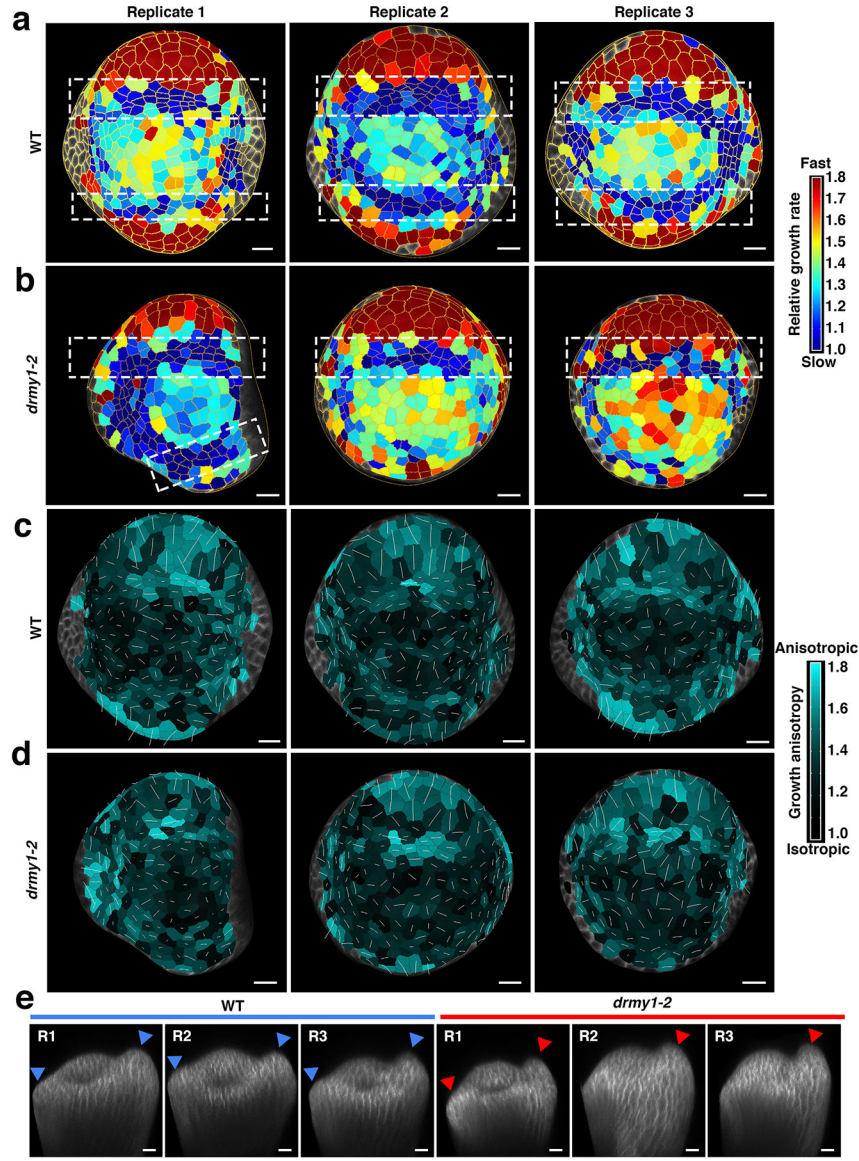 Replicate 1 Replicate 2 Replicate 3
a
WT
Fast
1.8
1.7
1.6
1.5
1.4
1.3
1.2
1.1
1.0
Slow
Relative growth rate
b
drmy1-2
c
WT
Anisotropic
1.8
1.6
1.4
1.2
1.0
Isotropic
Growth anisotropy
d
drmy1-2
e
WT drmy1-2
R1 R2 R3 R1 R2 R3